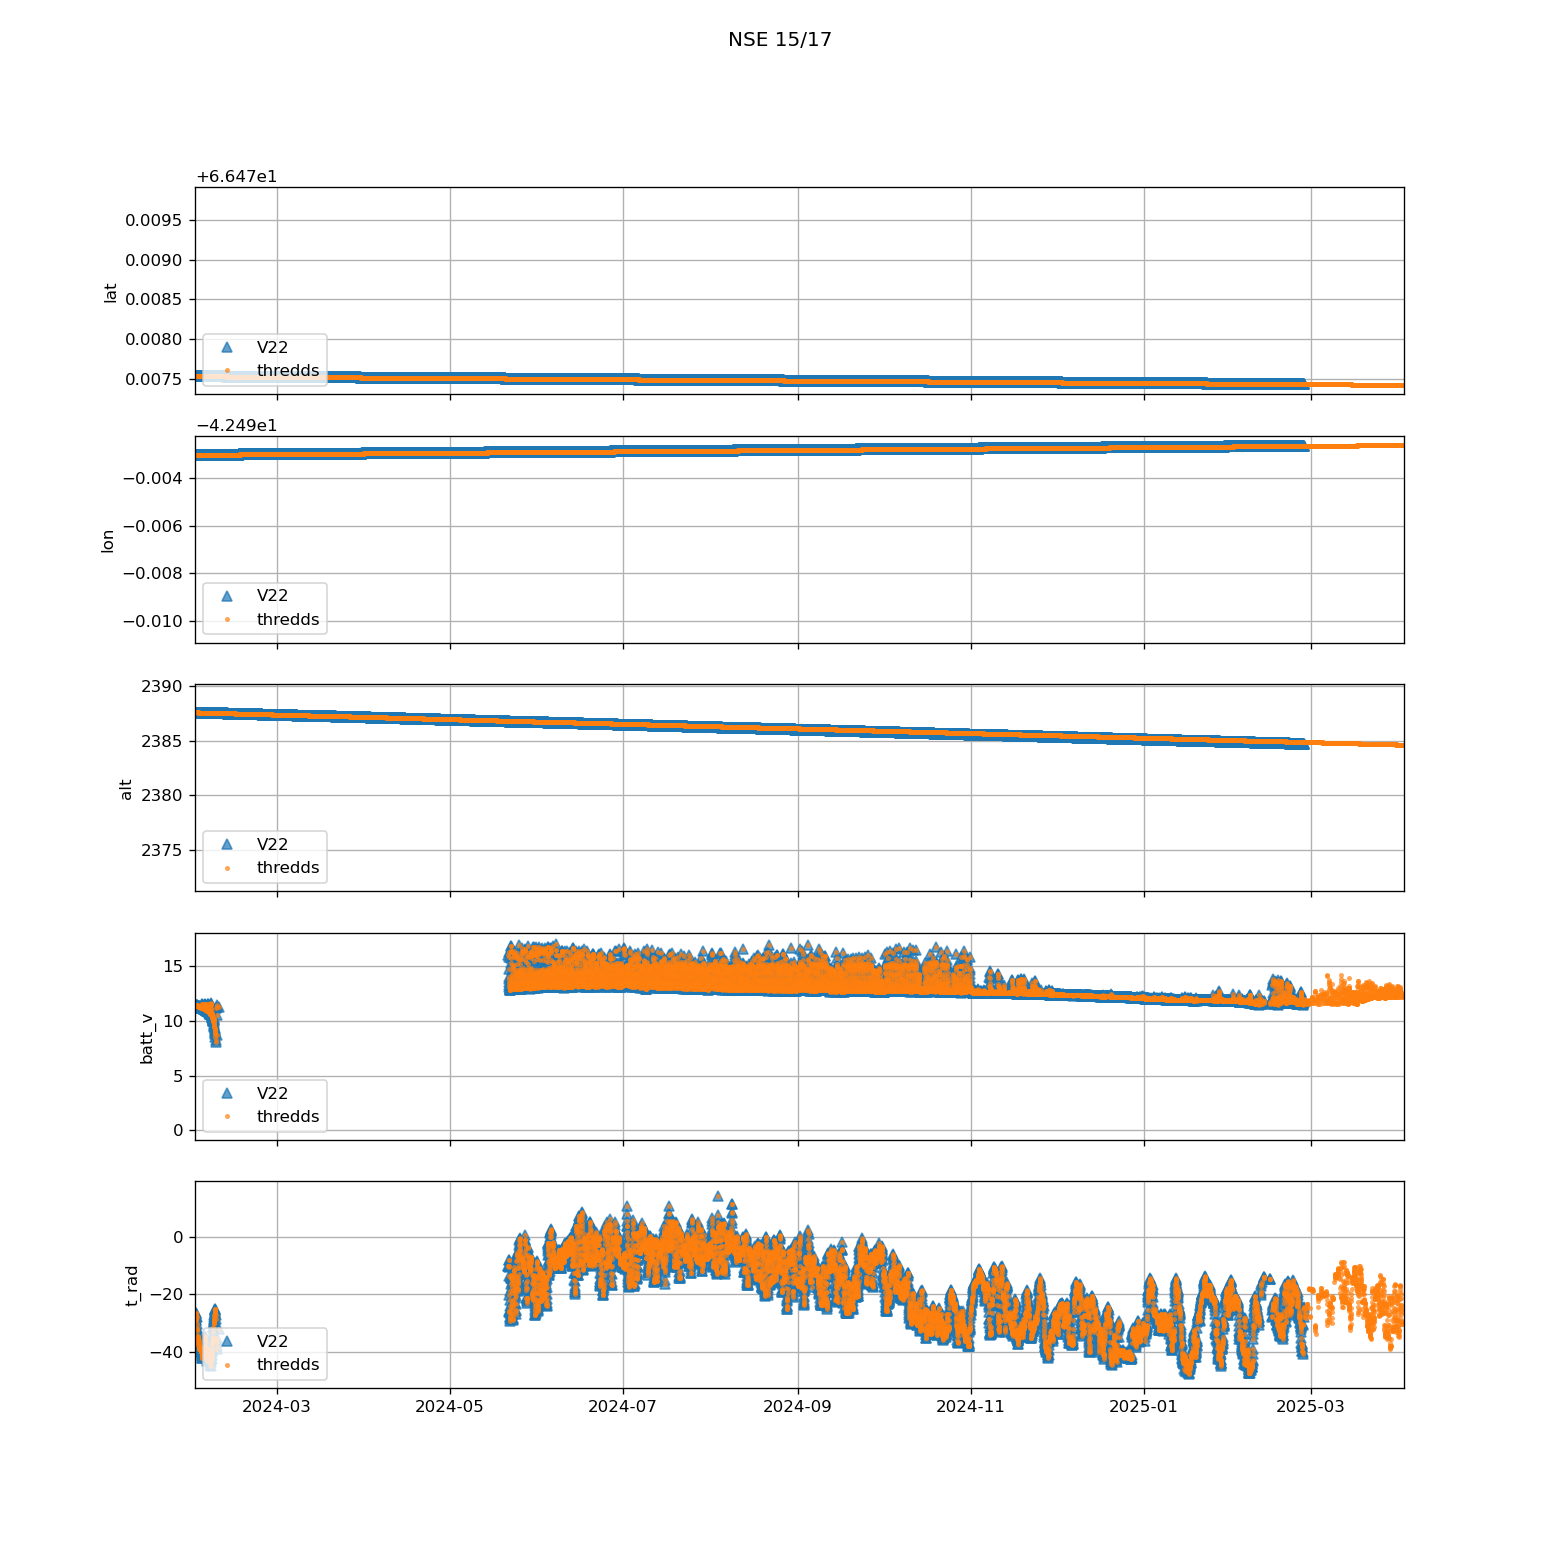 NSE 15/17
+6.647e1
0.0095
0.0090
0.0085
0.0080
0.0075
lat
V22
thredds
−4.249e1
−0.004
−0.006
−0.008
−0.010
lon
V22
thredds
2390
2385
2380
2375
alt
V22
thredds
15
10
5
0
batt_v
V22
thredds
0
−20
−40
t_rad
V22
thredds
2024-03
2024-05
2024-07
2024-09
2024-11
2025-01
2025-03